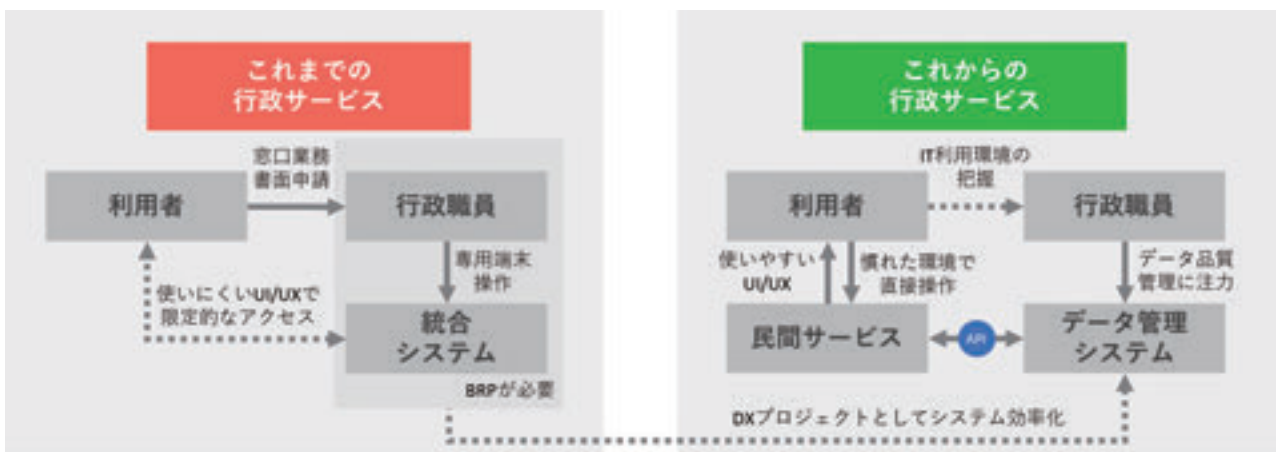 これまでの
行政サービス
窓口業務
書面申請
利用者
行政職員
専用端末
操作
使いにくいUI/UXで
限定的なアクセス
統合
システム
BRPが必要
これからの
行政サービス
IT利用環境の
把握
利用者
行政職員
使いやすい
UI/UX
慣れた環境で
直接操作
データ品質
管理に注力
民間サービス
API
データ管理
システム
DXプロジェクトとしてシステム効率化